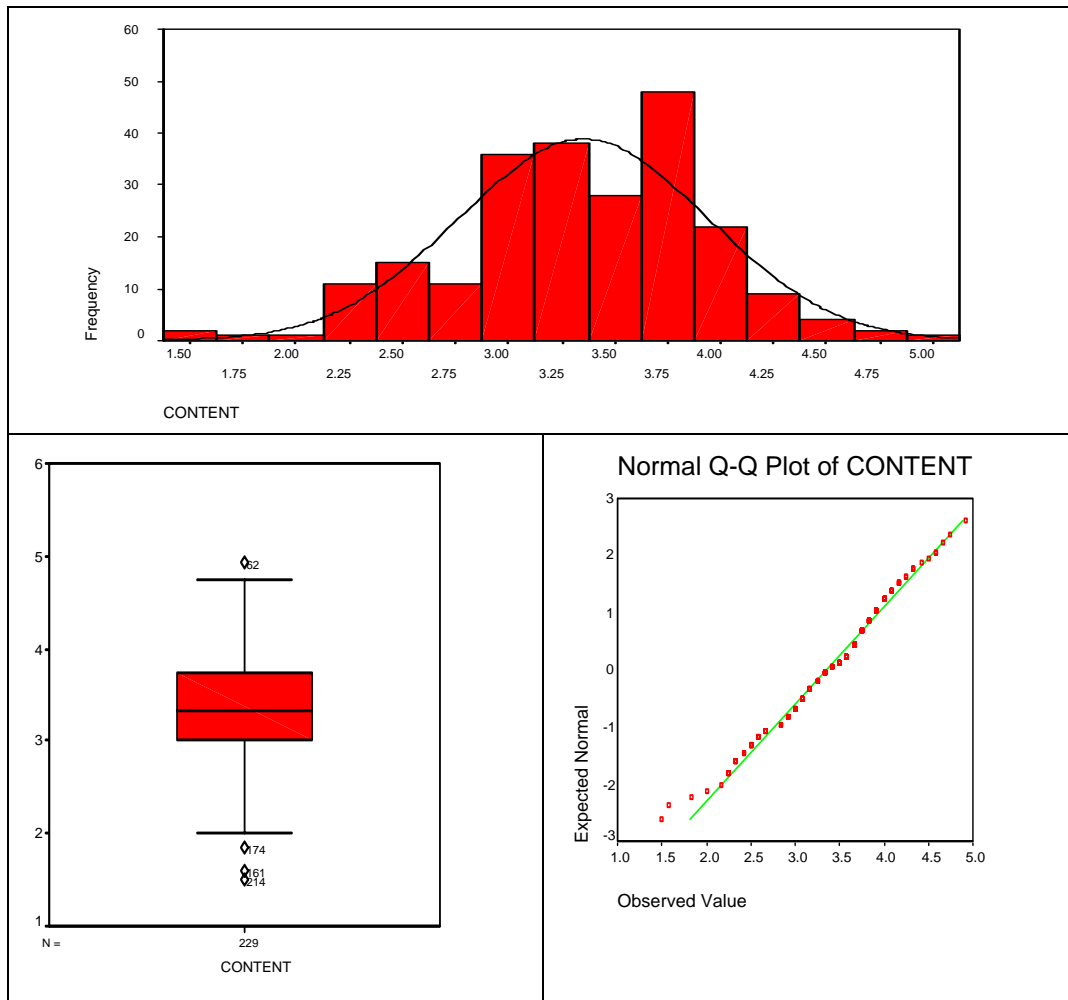 60
50
40
30
20
10
0
Frequency
1.50 2.00 2.50 3.00 3.50 4.00 4.50 5.00
1.75 2.25 2.75 3.25 3.75 4.25 4.75
CONTENT
6
5
4
3
2
1
62
174
161
214
N = 229
CONTENT
Normal Q-Q Plot of CONTENT
3
2
1
0
-1
-2
-3
Expected Normal
1.0 1.5 2.0 2.5 3.0 3.5 4.0 4.5 5.0
Observed Value